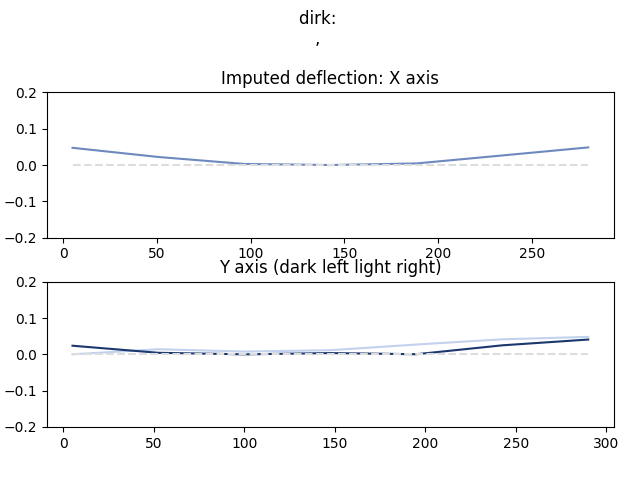 dirk:
,
Imputed deflection: X axis
0.2
0.1
0.0
−0.1
−0.2
0 50 100 150 200 250
Y axis (dark left light right)
0.2
0.1
0.0
−0.1
−0.2
0 50 100 150 200 250 300